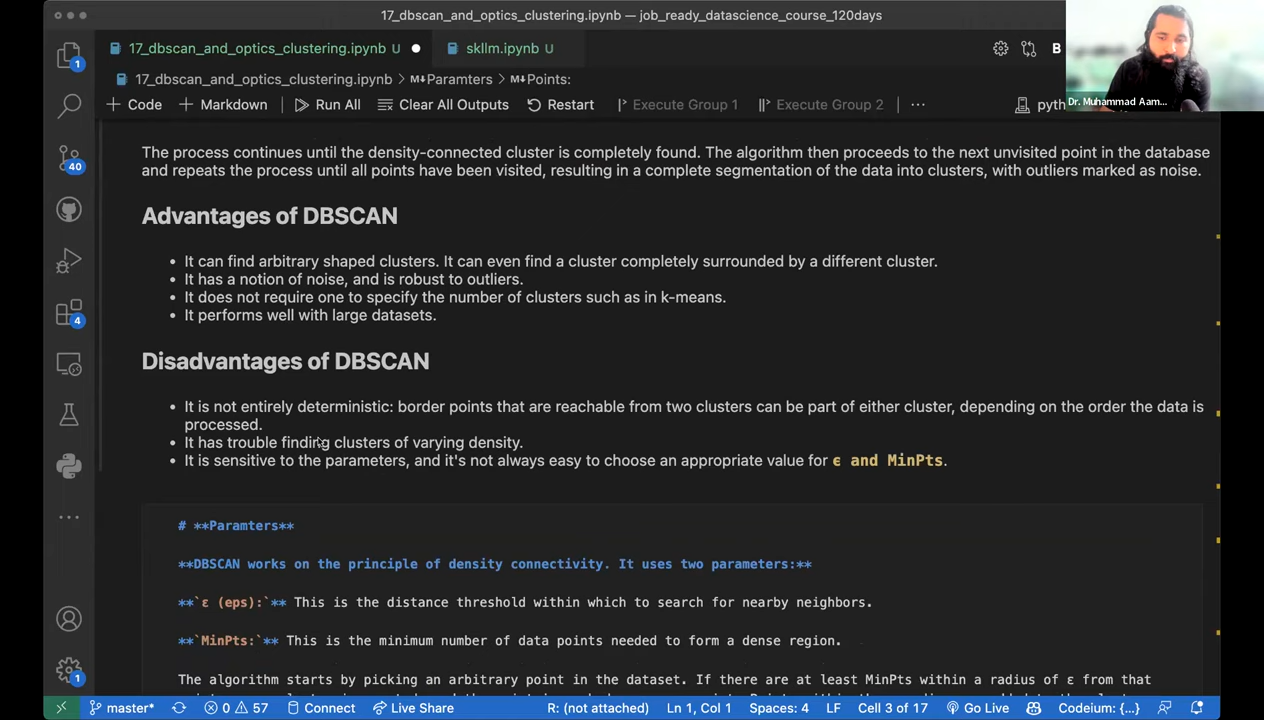 17_dbscan_and_optics_clustering.ipynb — job_ready_datascience_course_120days
17_dbscan_and_optics_clustering.ipynb U
skllm.ipynb U
B
17_dbscan_and_optics_clustering.ipynb > M↓Paramters > M↓Points:
Dr. Muhammad Aam...
+ Code + Markdown Run All Clear All Outputs Restart Execute Group 1 Execute Group 2 ...
The process continues until the density-connected cluster is completely found. The algorithm then proceeds to the next unvisited point in the database
and repeats the process until all points have been visited, resulting in a complete segmentation of the data into clusters, with outliers marked as noise.
Advantages of DBSCAN
• It can find arbitrary shaped clusters. It can even find a cluster completely surrounded by a different cluster.
• It has a notion of noise, and is robust to outliers.
• It does not require one to specify the number of clusters such as in k-means.
• It performs well with large datasets.
Disadvantages of DBSCAN
• It is not entirely deterministic: border points that are reachable from two clusters can be part of either cluster, depending on the order the data is
processed.
• It has trouble finding clusters of varying density.
• It is sensitive to the parameters, and it's not always easy to choose an appropriate value for ϵ and MinPts.
# **Paramters**
**DBSCAN works on the principle of density connectivity. It uses two parameters:**
**`ε (eps):`** This is the distance threshold within which to search for nearby neighbors.
**`MinPts:`** This is the minimum number of data points needed to form a dense region.
The algorithm starts by picking an arbitrary point in the dataset. If there are at least MinPts within a radius of ε from that
1
40
4
1
master* 0 57 Connect Live Share R: (not attached) Ln 1, Col 1 Spaces: 4 LF Cell 3 of 17 Go Live Codeium: {...}